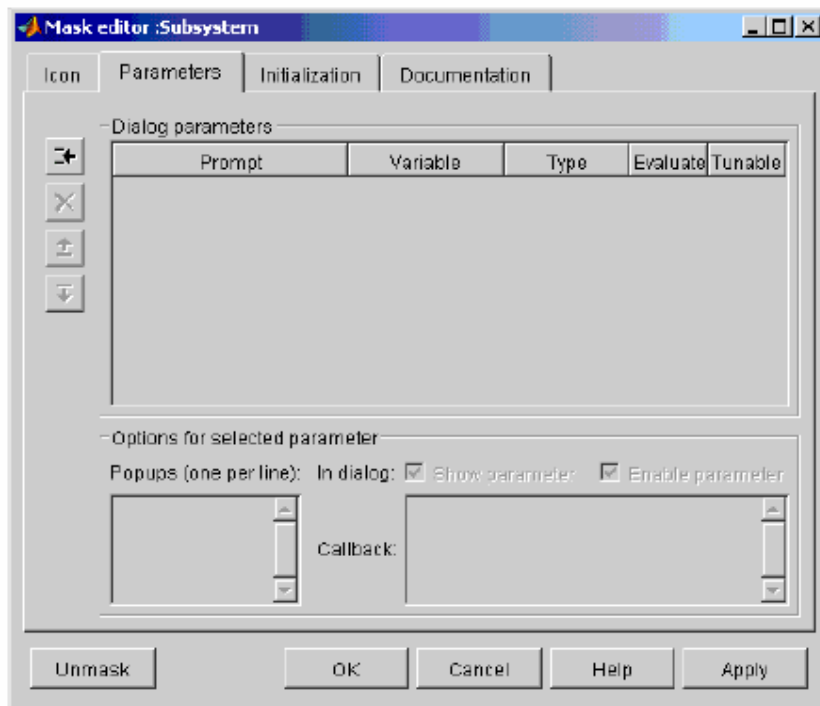 Mask editor :Subsystem
Icon Parameters Initialization Documentation
Dialog parameters
Prompt Variable Type Evaluate Tunable
Options for selected parameter
Popups (one per line): In dialog: Show parameter Enable parameter
Callback:
Unmask OK Cancel Help Apply